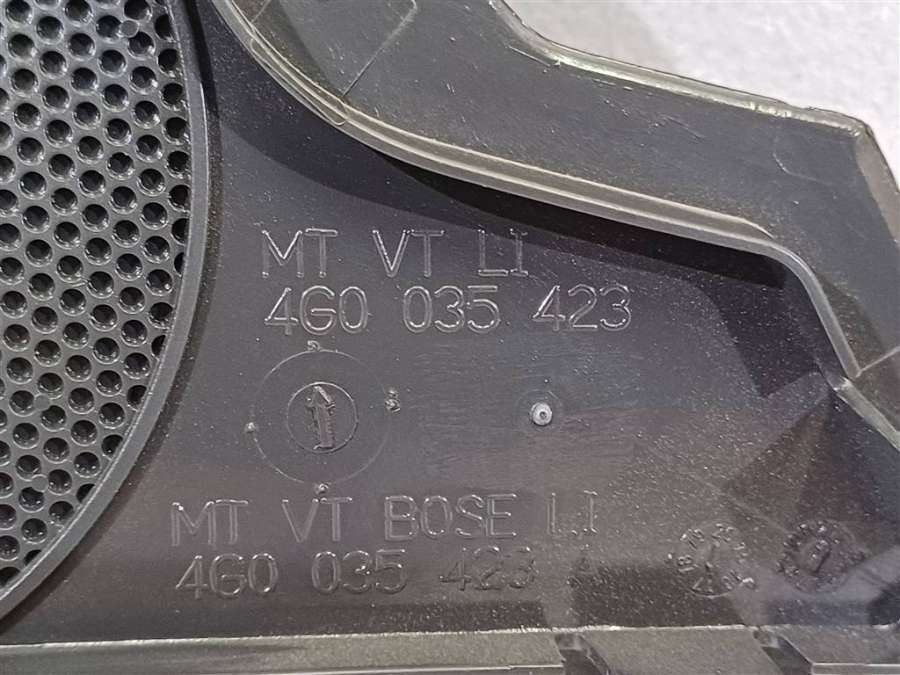 MT VT LI
4G0 035 423
MT VT BOSE LI
4G0 035 423 A